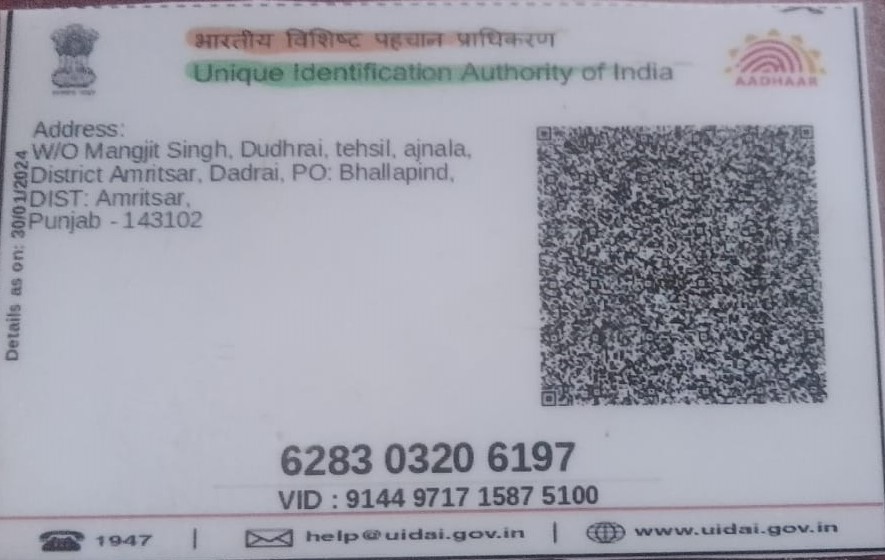 भारतीय विशिष्ट पहचान प्राधिकरण
Unique Identification Authority of India
AADHAAR
Details as on: 30/01/2024
Address:
W/O Mangjit Singh, Dudhrai, tehsil, ajnala,
District Amritsar, Dadrai, PO: Bhallapind,
DIST: Amritsar,
Punjab - 143102
6283 0320 6197
VID : 9144 9717 1587 5100
1947 | help@uidai.gov.in | www.uidai.gov.in